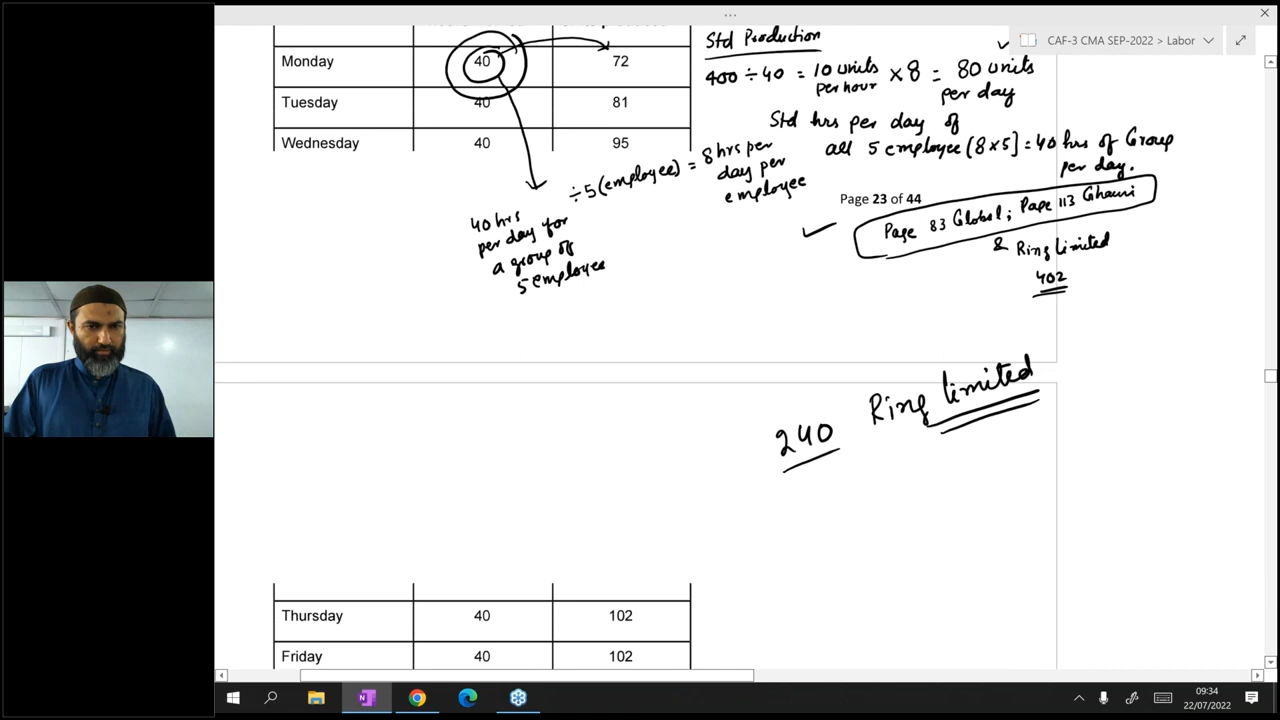 CAF-3 CMA SEP-2022 > Labor
Monday 40 72
Tuesday 40 81
Wednesday 40 95
Std Production
400 ÷ 40 = 10 units per hour × 8 = 80 units per day
Std hrs per day of
all 5 employee (8×5) = 40 hrs of Group
per day.
40 hrs
per day for
a group of
5 employee
÷ 5 (employee) = 8 hrs per
day per
employee
Page 23 of 44
Page 83 Global; Page 113 Ghauri
& Ring limited
402
Ring limited
240
Thursday 40 102
Friday 40 102
09:34
22/07/2022